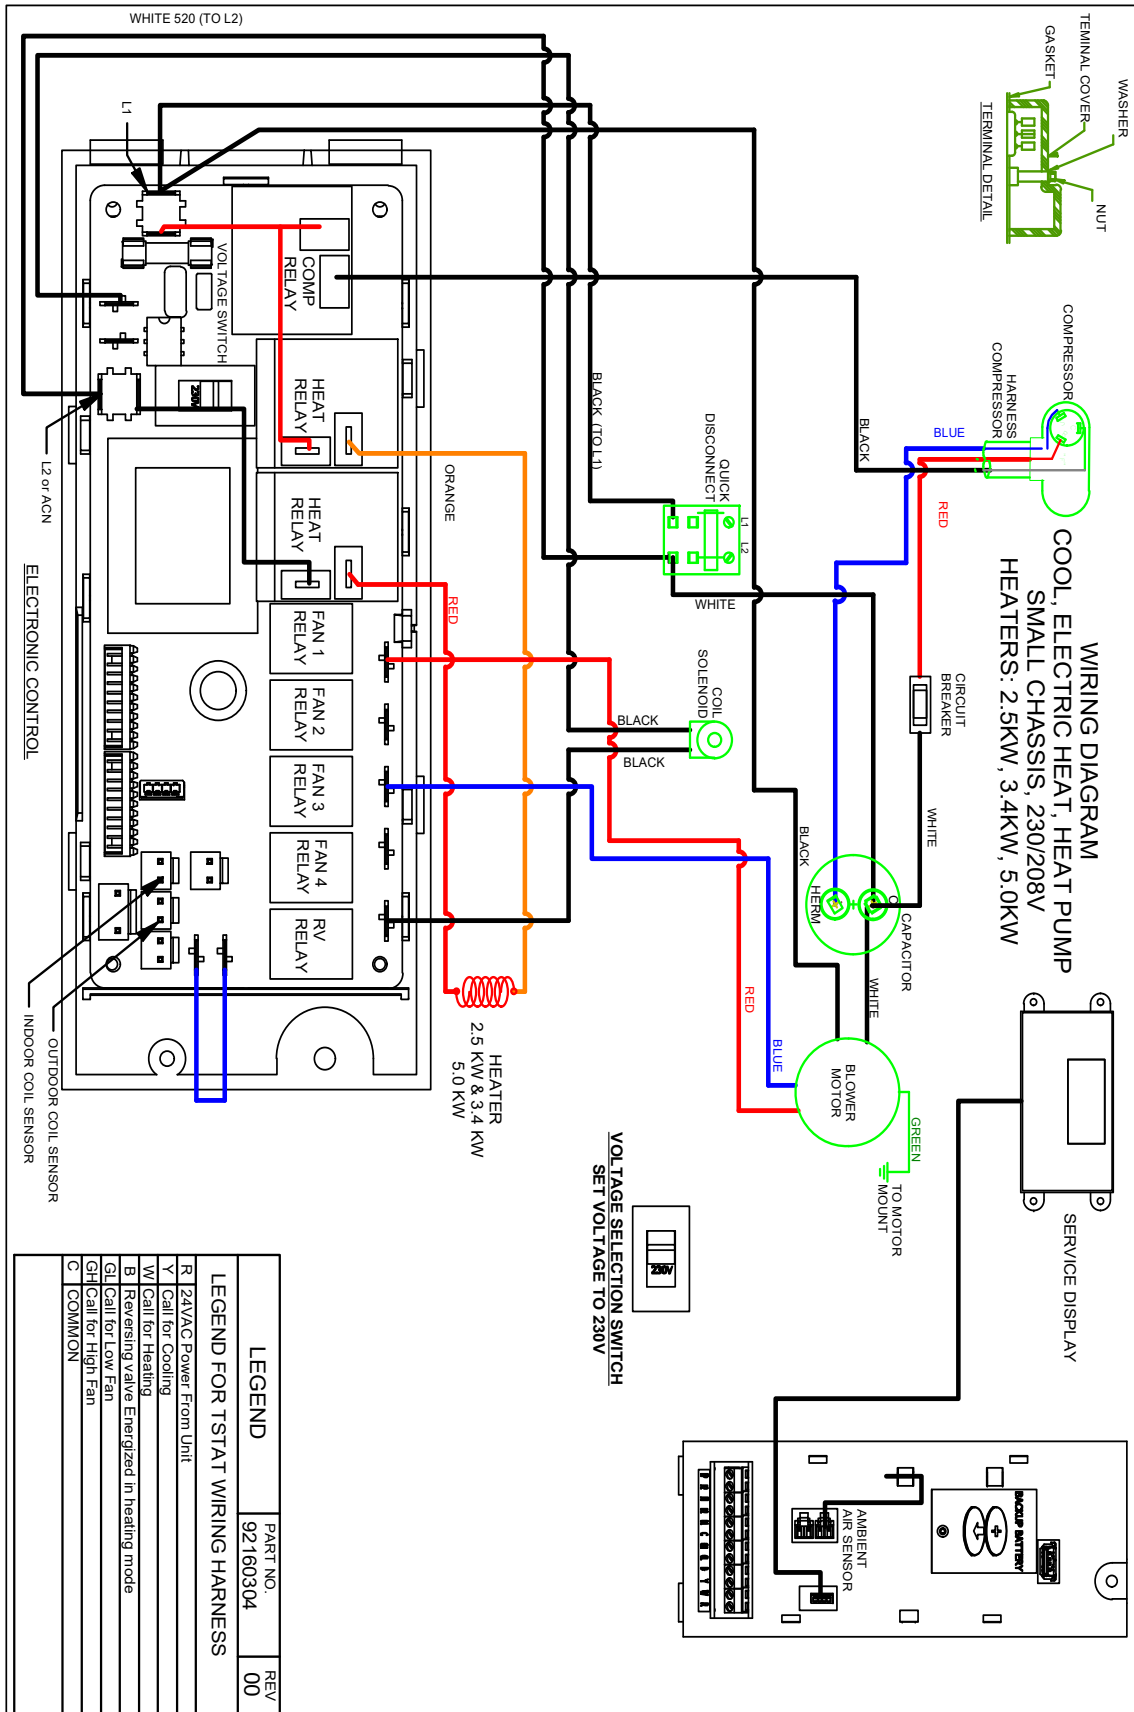 WIRING DIAGRAM
COOL, ELECTRIC HEAT, HEAT PUMP
SMALL CHASSIS, 230/208V
HEATERS: 2.5KW, 3.4KW, 5.0KW
WASHER
TEMINAL COVER
GASKET
NUT
TERMINAL DETAIL
COMPRESSOR
HARNESS
COMPRESSOR
BLUE
BLACK
RED
CIRCUIT
BREAKER
WHITE
C
CAPACITOR
HERM
WHITE
BLACK
SERVICE DISPLAY
BLOWER
MOTOR
GREEN
TO MOTOR
MOUNT
BLUE
RED
QUICK
DISCONNECT
L1
L2
WHITE
COIL
SOLENOID
BLACK
BLACK
BLACK (TO L1)
WHITE 520 (TO L2)
L1
VOLTAGE SWITCH
230V
COMP
RELAY
HEAT
RELAY
HEAT
RELAY
ORANGE
RED
FAN 1
RELAY
FAN 2
RELAY
FAN 3
RELAY
FAN 4
RELAY
RV
RELAY
L2 or ACN
ELECTRONIC CONTROL
HEATER
2.5 KW & 3.4 KW
5.0 KW
OUTDOOR COIL SENSOR
INDOOR COIL SENSOR
230V
VOLTAGE SELECTION SWITCH
SET VOLTAGE TO 230V
BACKUP BATTERY
+
AMBIENT
AIR SENSOR
LEGEND
PART NO.
92160304
REV
00
LEGEND FOR TSTAT WIRING HARNESS
R 24VAC Power From Unit
Y Call for Cooling
W Call for Heating
B Reversing valve Energized in heating mode
GL Call for Low Fan
GH Call for High Fan
C COMMON